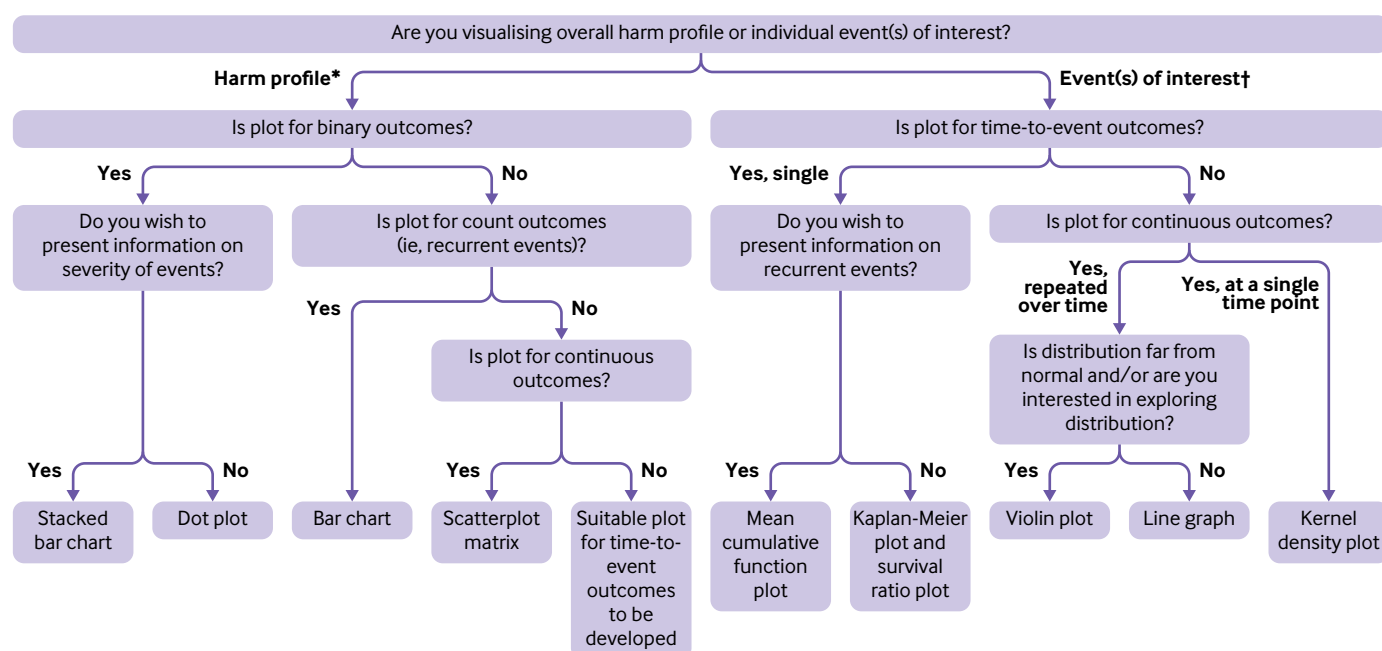 Are you visualising overall harm profile or individual event(s) of interest?
Harm profile*
Event(s) of interest†
Is plot for binary outcomes?
Is plot for time-to-event outcomes?
Yes
No
Yes, single
No
Do you wish to
present information on
severity of events?
Is plot for count outcomes
(ie, recurrent events)?
Do you wish to
present information on
recurrent events?
Is plot for continuous outcomes?
Yes
No
Yes,
repeated
over time
Yes, at a single
time point
Is plot for continuous
outcomes?
Is distribution far from
normal and/or are you
interested in exploring
distribution?
Yes
No
Yes
No
Yes
No
Yes
No
Stacked
bar chart
Dot plot
Bar chart
Scatterplot
matrix
Suitable plot
for time-to-
event
outcomes
to be
developed
Mean
cumulative
function
plot
Kaplan-Meier
plot and
survival
ratio plot
Violin plot
Line graph
Kernel
density plot